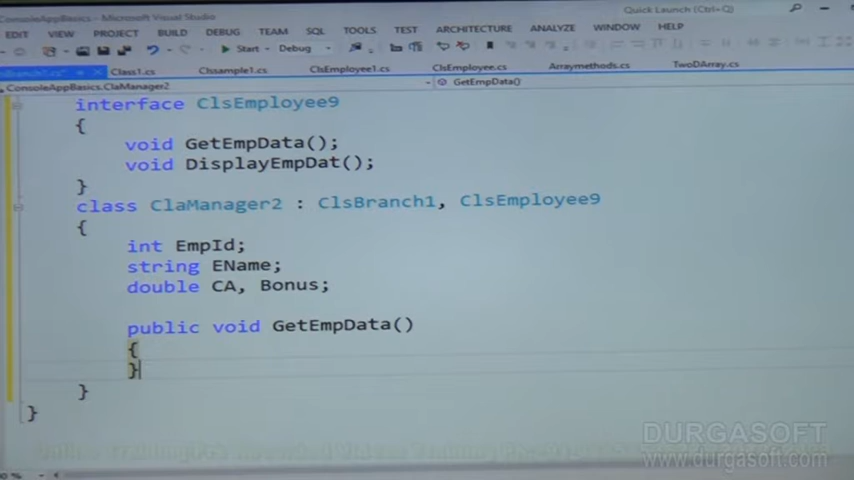 ConsoleAppBasics - Microsoft Visual Studio
Quick Launch (Ctrl+Q)
EDIT VIEW PROJECT BUILD DEBUG TEAM SQL TOOLS TEST ARCHITECTURE ANALYZE WINDOW HELP
Start Debug
Class1.cs Clssample1.cs ClsEmployee1.cs ClsEmployee.cs Arraymethods.cs TwoDArray.cs
ConsoleAppBasics.ClaManager2 GetEmpData()
interface ClsEmployee9
{
void GetEmpData();
void DisplayEmpDat();
}
class ClaManager2 : ClsBranch1, ClsEmployee9
{
int EmpId;
string EName;
double CA, Bonus;
public void GetEmpData()
{
}
}
}
DURGASOFT
www.durgasoft.com